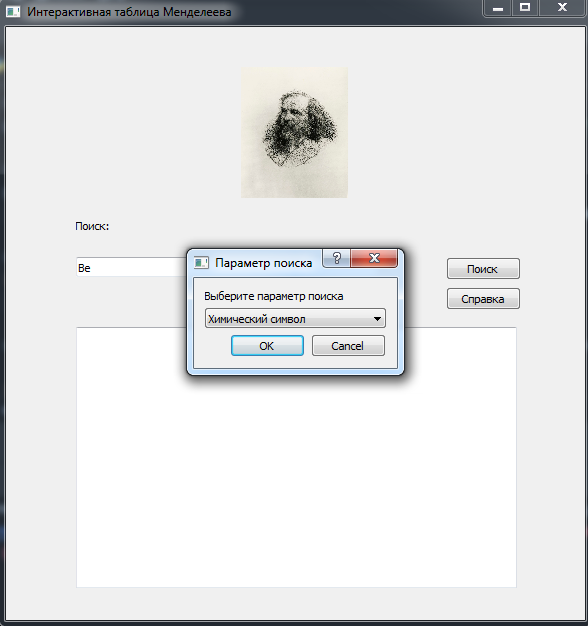 Интерактивная таблица Менделеева
Поиск:
Be
Поиск
Справка
Параметр поиска
Выберите параметр поиска
Химический символ
OK
Cancel